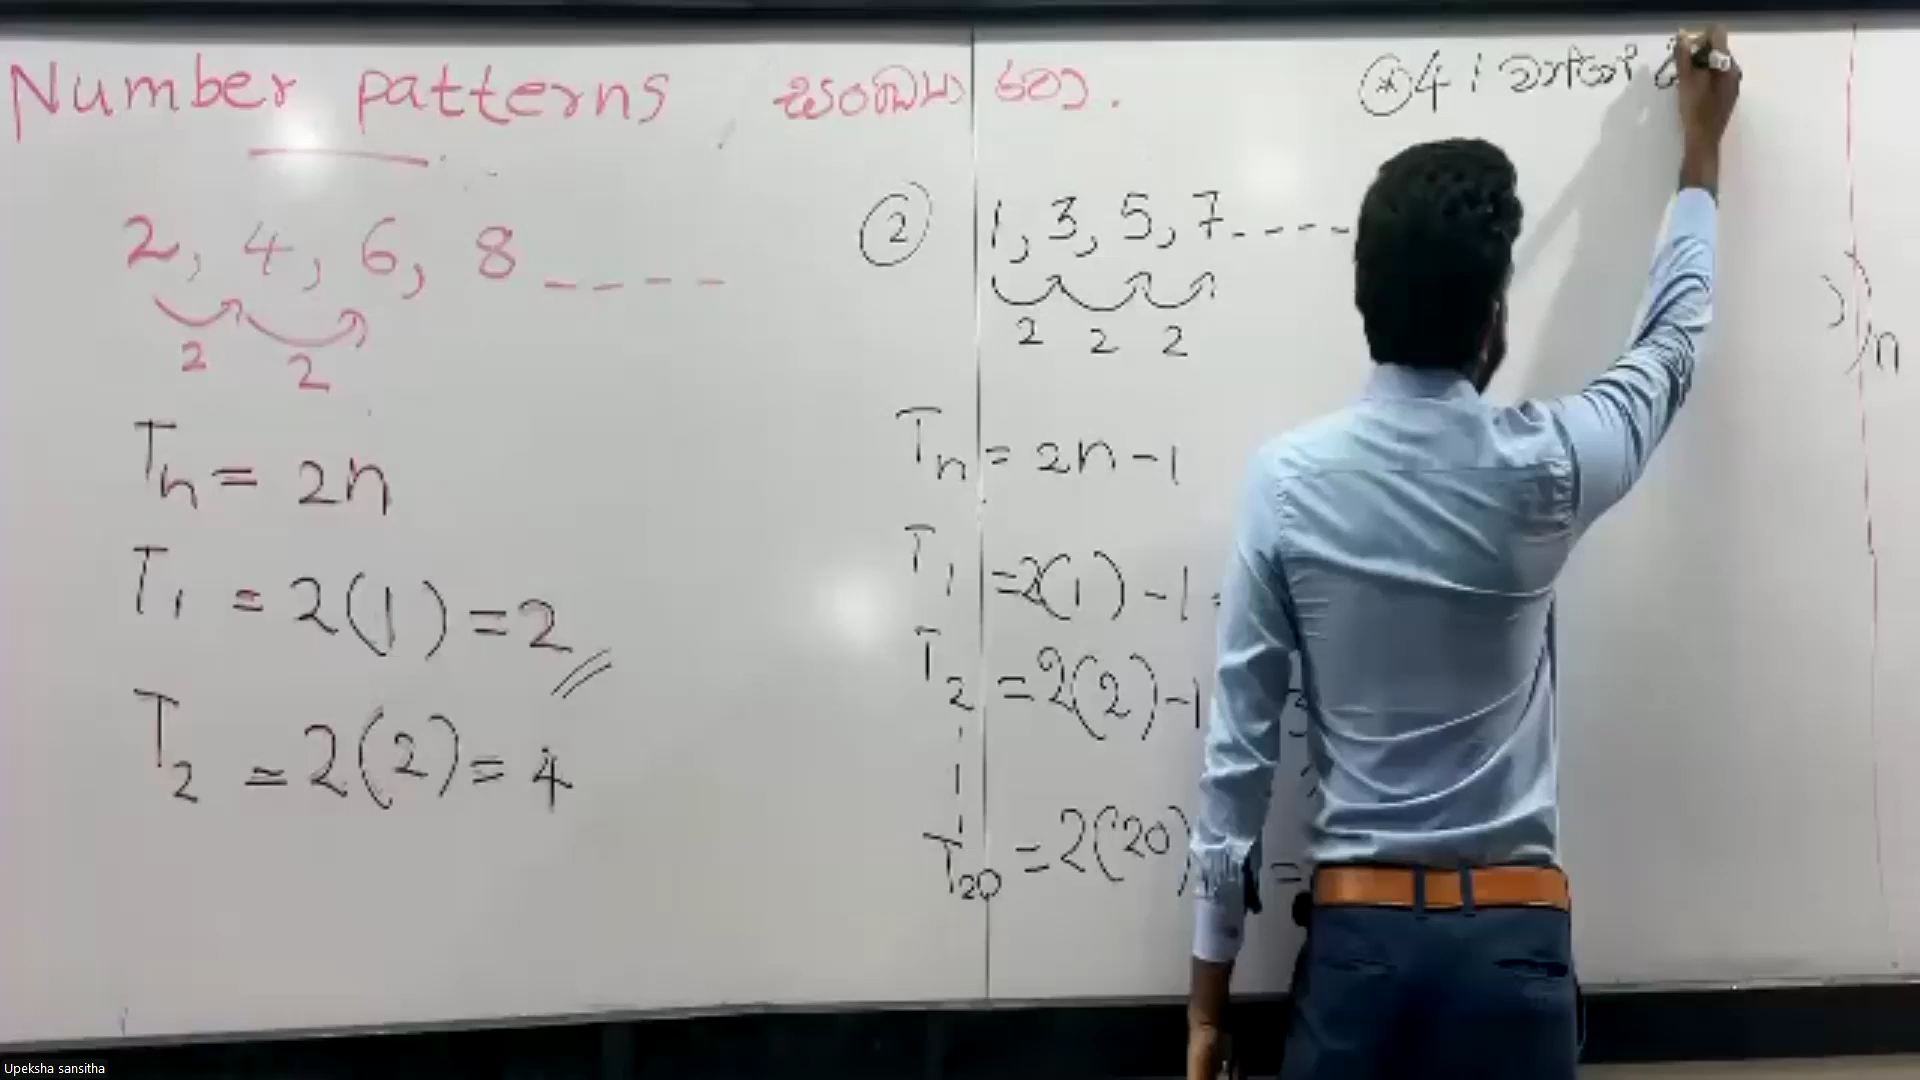 Number patterns සංඛ්‍යා රටා.
2, 4, 6, 8 _ _ _ _
2 2
Tn = 2n
T1 = 2(1) = 2
T2 = 2(2) = 4
② 1, 3, 5, 7 - - - -
2 2 2
Tn = 2n - 1
T1 = 2(1) - 1
T2 = 2(2) - 1 3
T20 = 2(20) =
4 |
n
Upeksha sansitha